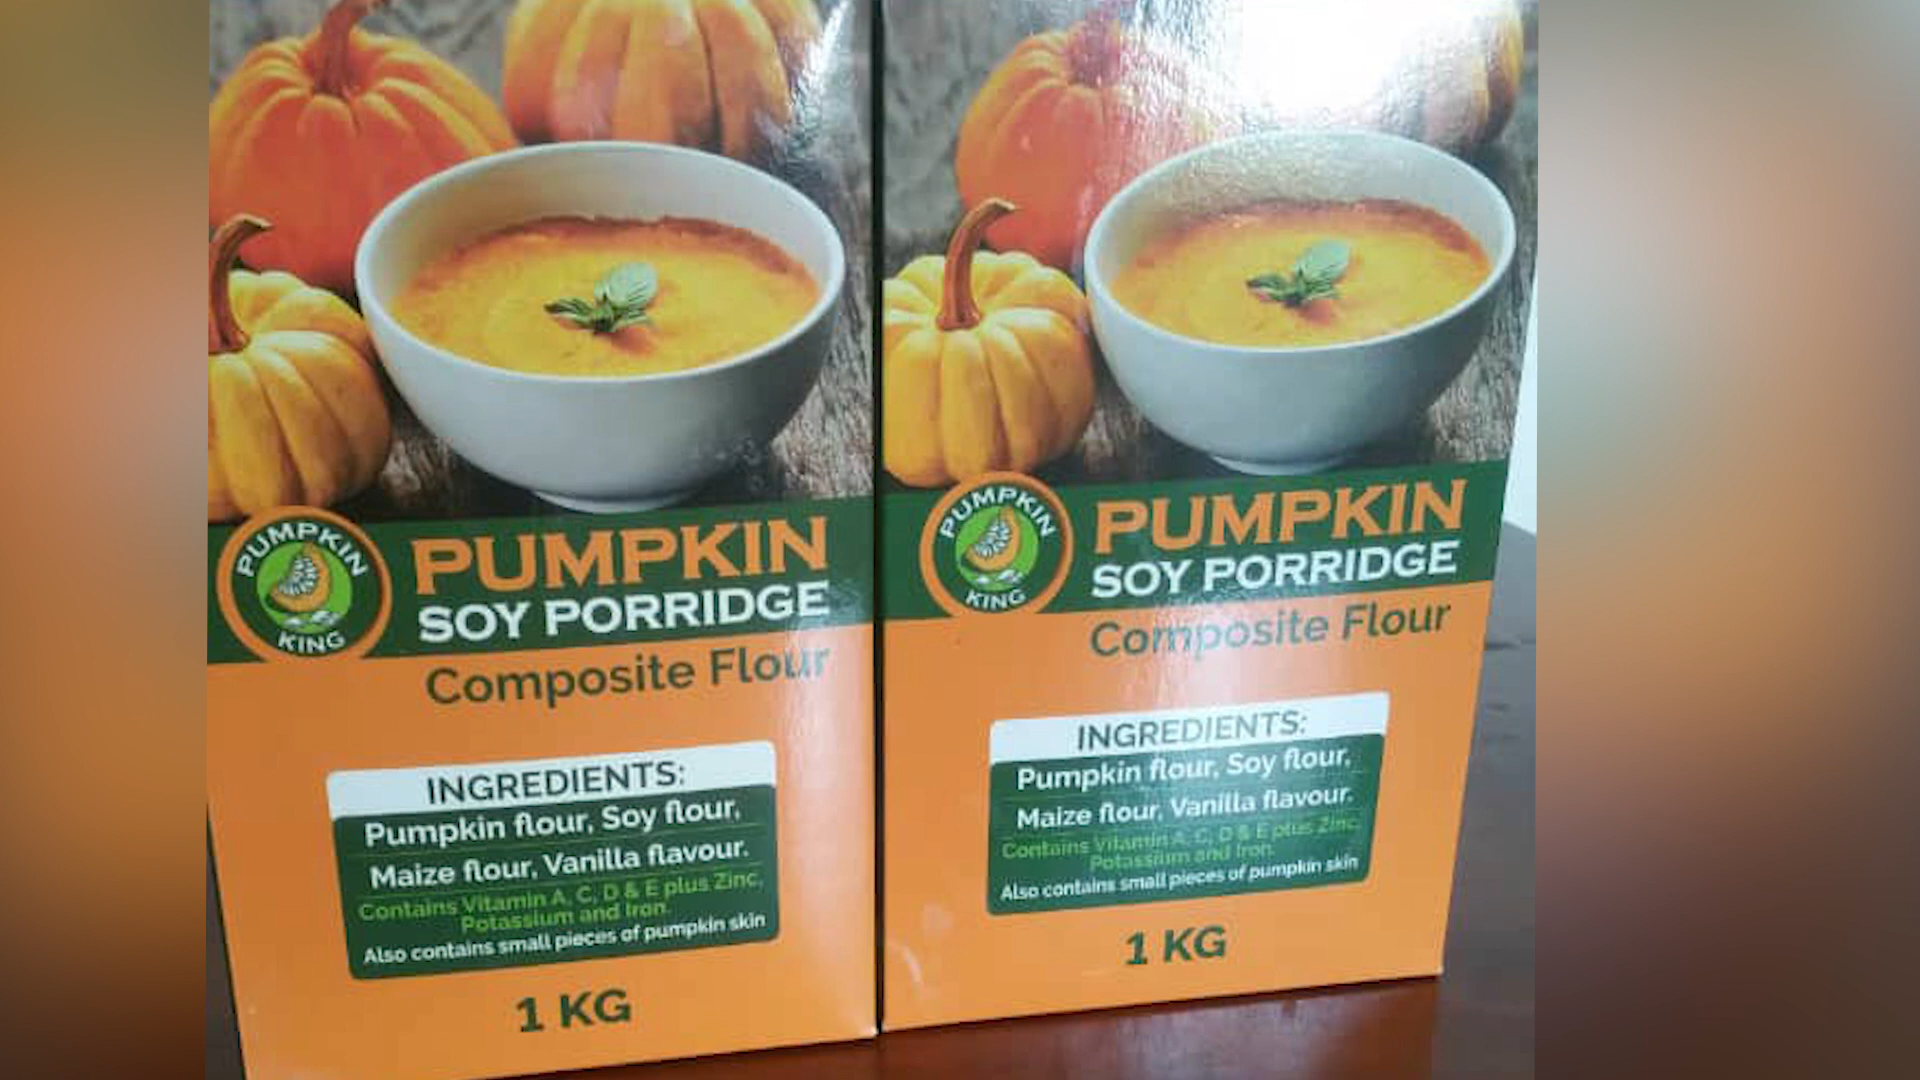 PUMPKIN
KING
PUMPKIN
SOY PORRIDGE
Composite Flour
INGREDIENTS:
Pumpkin flour, Soy flour,
Maize flour, Vanilla flavour.
Contains Vitamin A, C, D & E plus Zinc,
Potassium and Iron.
Also contains small pieces of pumpkin skin
1 KG
PUMPKIN
KING
PUMPKIN
SOY PORRIDGE
Composite Flour
INGREDIENTS:
Pumpkin flour, Soy flour,
Maize flour, Vanilla flavour.
Contains Vitamin A, C, D & E plus Zinc,
Potassium and Iron.
Also contains small pieces of pumpkin skin
1 KG